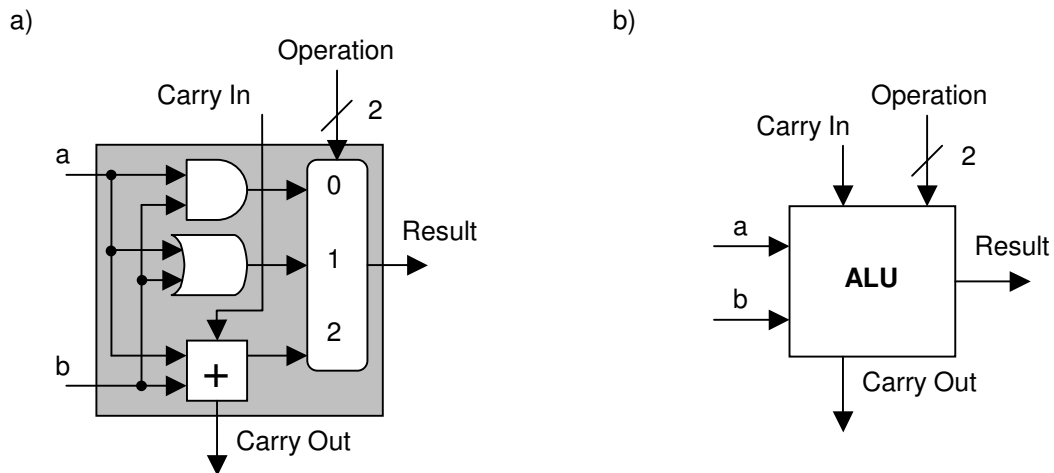 a)
Operation
Carry In
2
a
0
1
Result
2
b
+
Carry Out
b)
Operation
Carry In
2
a
Result
ALU
b
Carry Out